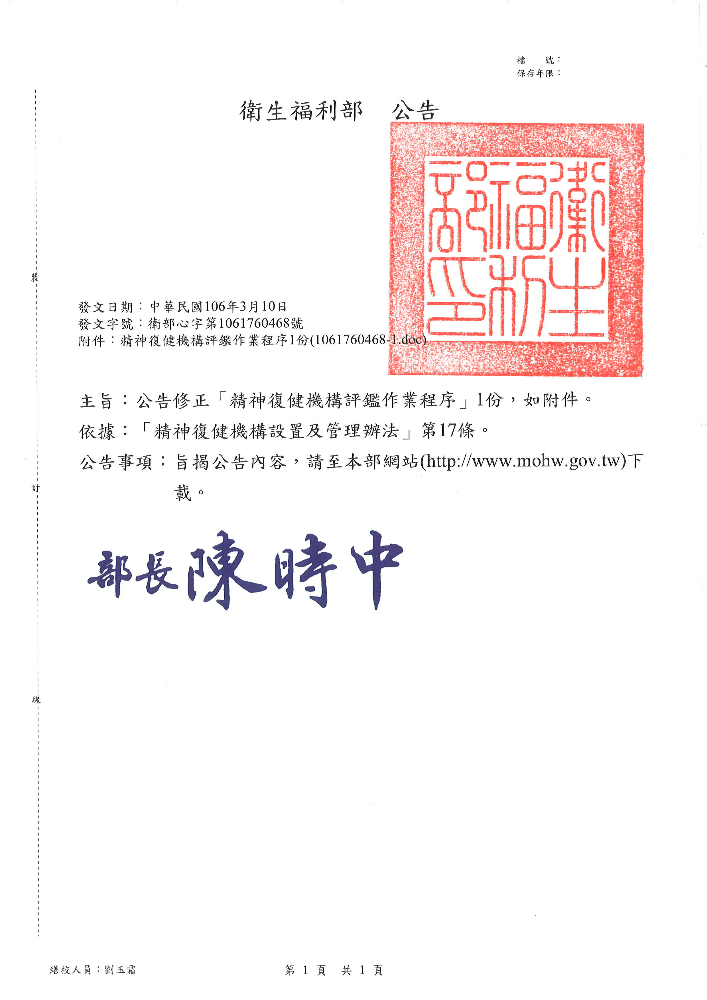 檔　　號：
保存年限：
衛生福利部　公告
衛生福利部印
發文日期：中華民國106年3月10日
發文字號：衛部心字第1061760468號
附件：精神復健機構評鑑作業程序1份(1061760468-1.doc)
主旨：公告修正「精神復健機構評鑑作業程序」1份，如附件。
依據：「精神復健機構設置及管理辦法」第17條。
公告事項：旨揭公告內容，請至本部網站(http://www.mohw.gov.tw)下
載。
部長陳時中
裝
訂
線
繕校人員：劉玉霜
第 1 頁　共 1 頁